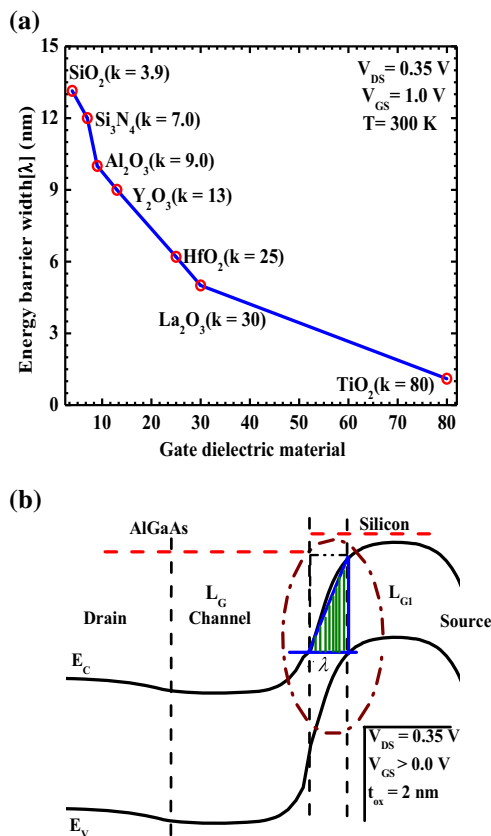 (a)
15
12
9
6
3
0
Energy barrier width[λ] (nm)
SiO2(k = 3.9)
Si3N4(k = 7.0)
Al2O3(k = 9.0)
Y2O3(k = 13)
HfO2(k = 25)
La2O3(k = 30)
TiO2(k = 80)
VDS = 0.35 V
VGS = 1.0 V
T= 300 K
10 20 30 40 50 60 70 80
Gate dielectric material
(b)
AlGaAs
Silicon
Drain
LG
Channel
LG1
Source
EC
λ
VDS = 0.35 V
VGS > 0.0 V
tox = 2 nm
EV